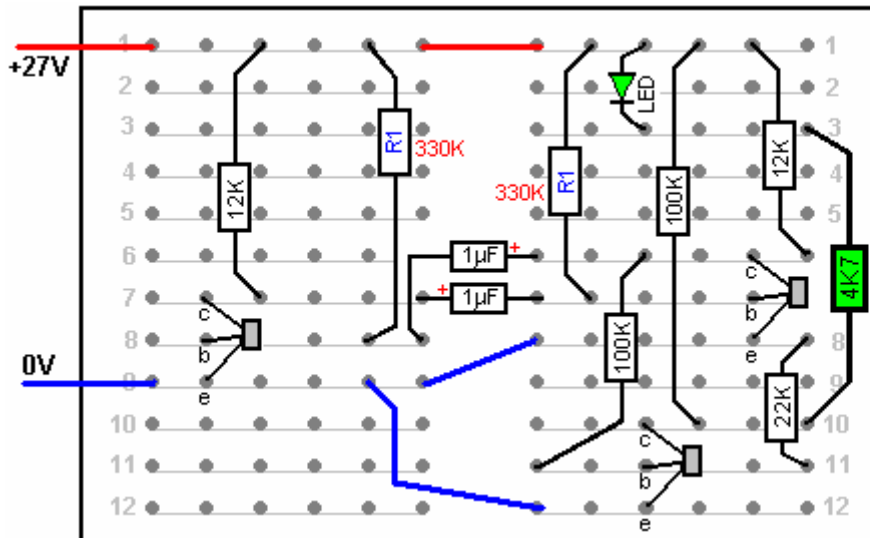 1 1
+27V
2 2
LED
3 3
R1 330K 12K
4 12K 330K R1 100K 4
5 5
6 1µF + c 6
7 c + 1µF b 4K7 7
8 b 100K e 8
0V
9 e 22K 9
10 c 10
11 b 11
12 e 12